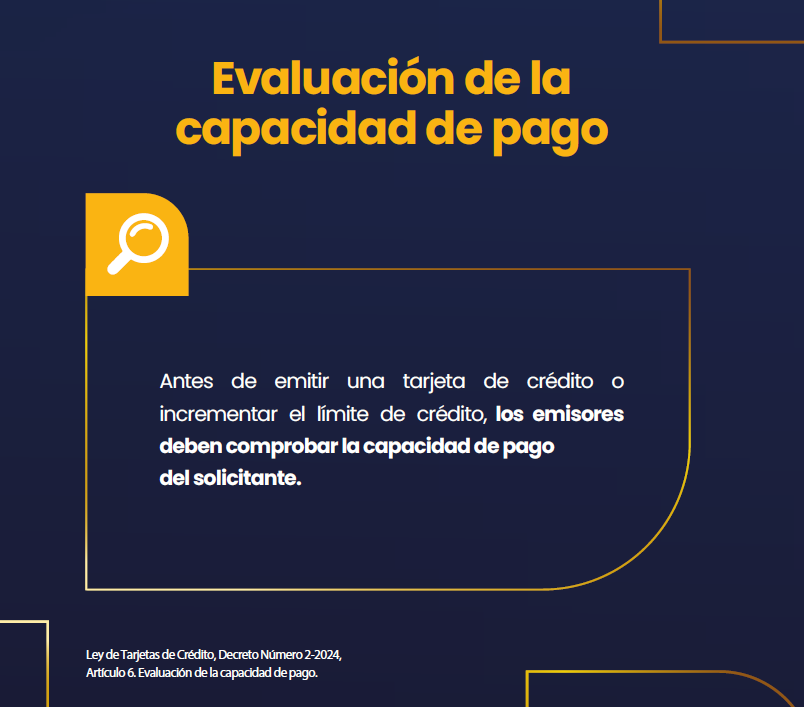 Evaluación de la
capacidad de pago
Antes de emitir una tarjeta de crédito o
incrementar el límite de crédito, los emisores
deben comprobar la capacidad de pago
del solicitante.
Ley de Tarjetas de Crédito, Decreto Número 2-2024,
Artículo 6. Evaluación de la capacidad de pago.